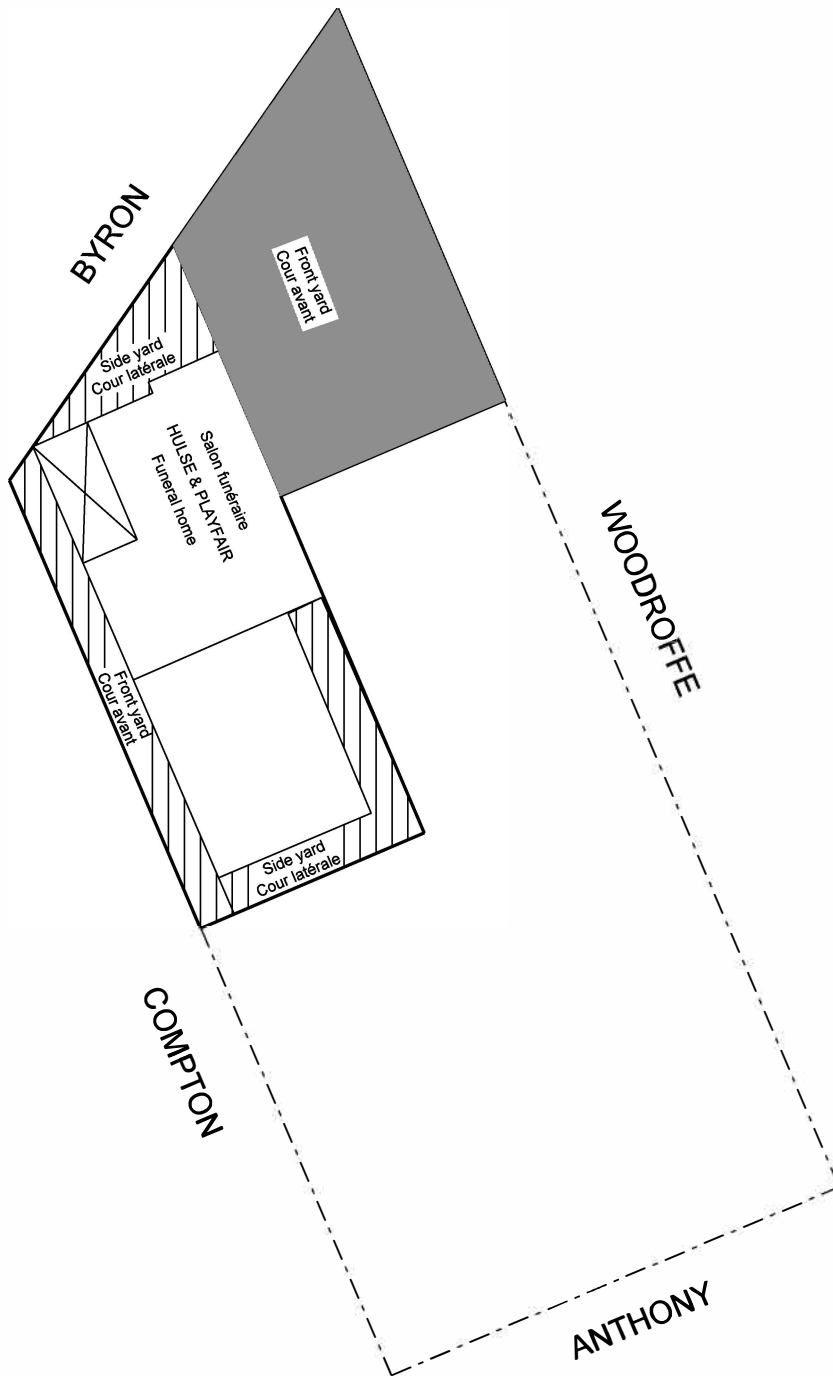 BYRON
Front yard
Cour avant
Side yard
Cour latérale
Salon funéraire
HULSE & PLAYFAIR
Funeral home
WOODROFFE
Front yard
Cour avant
Side yard
Cour latérale
COMPTON
ANTHONY